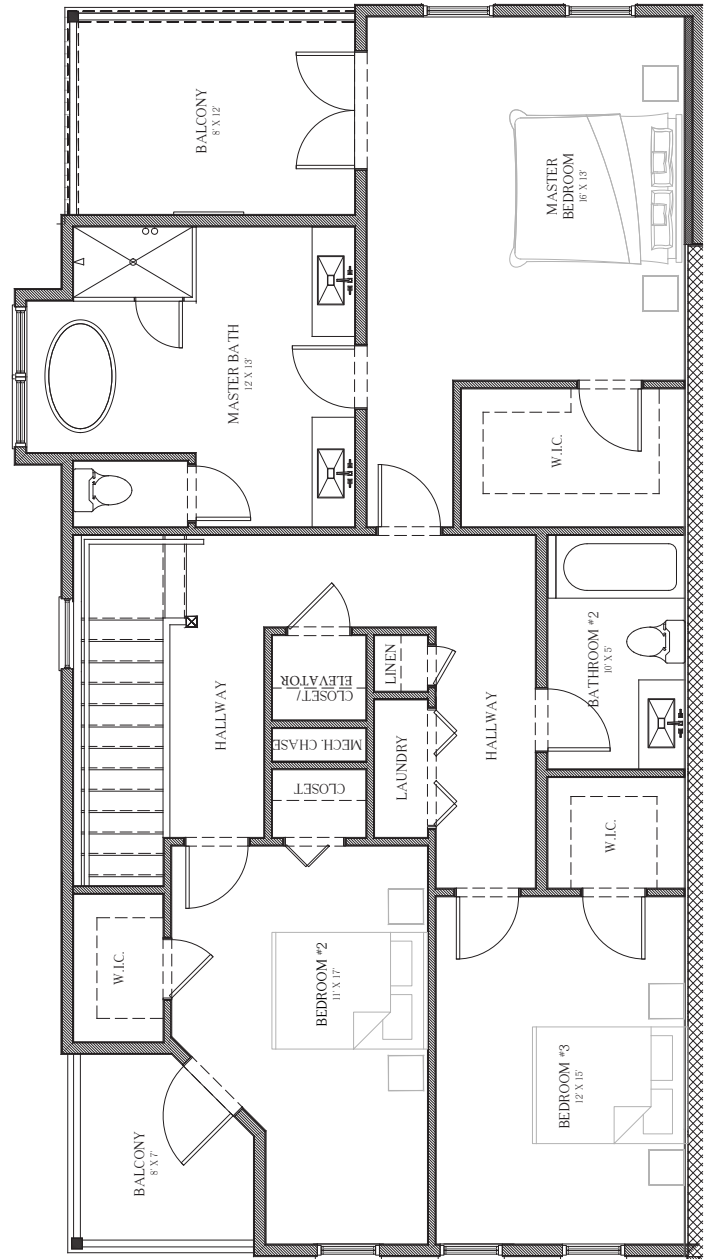 BALCONY
8' X 12'
MASTER
BEDROOM
16' X 13'
MASTER BATH
12' X 13'
W.I.C.
BATHROOM #2
10' X 5'
LINEN
CLOSET/
ELEVATOR
HALLWAY
HALLWAY
MECH. CHASE
LAUNDRY
CLOSET
W.I.C.
W.I.C.
BEDROOM #2
11' X 17'
BEDROOM #3
12' X 15'
BALCONY
8' X 7'